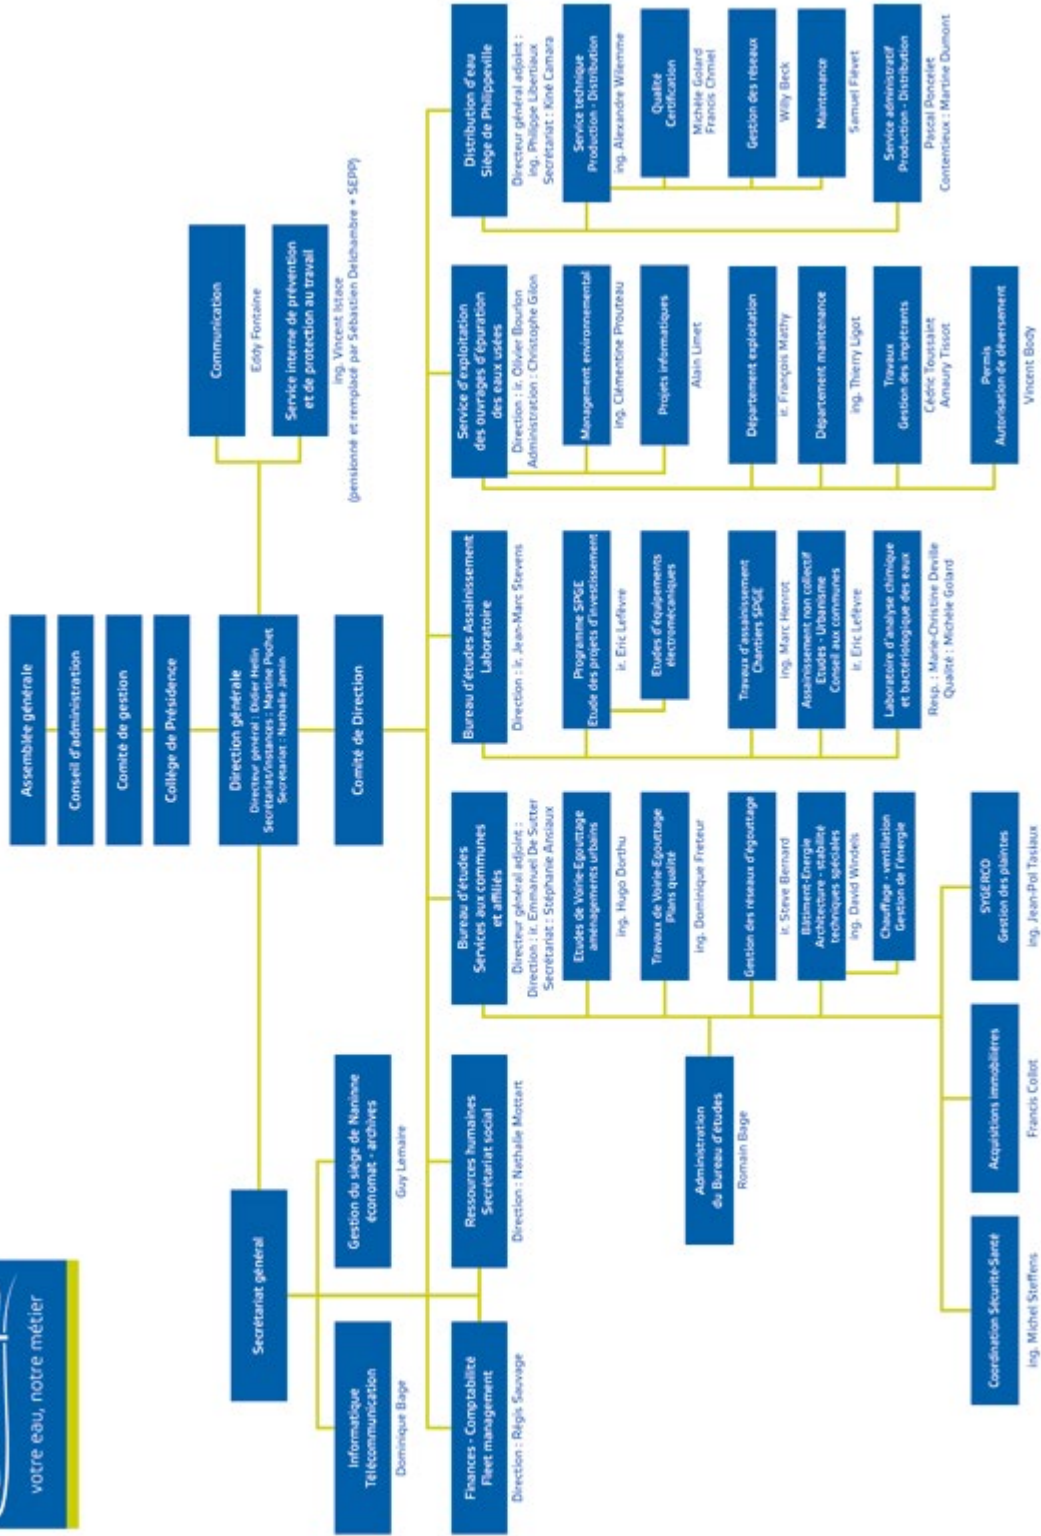 votre eau, notre métier
Assemblée générale
Conseil d'administration
Comité de gestion
Collège de Présidence
Direction générale
Directeur général : Didier Hellin
Secrétariat/instances : Martine Pochet
Secrétariat : Nathalie Jamin
Comité de Direction
Secrétariat général
Communication
Eddy Fontaine
Service interne de prévention
et de protection au travail
ing. Vincent Istace
(pensionné et remplacé par Sébastien Delchambre + SEPP)
Informatique
Télécommunication
Dominique Bage
Gestion du siège de Naninne
économat - archives
Guy Lemaire
Finances - Comptabilité
Fleet management
Direction : Régis Sauvage
Ressources humaines
Secrétariat social
Direction : Nathalie Mottart
Bureau d'études
Services aux communes
et affiliés
Directeur général adjoint :
Direction : ir. Emmanuel De Sutter
Secrétariat : Stéphanie Ansiaux
Etudes de Voirie-Egouttage
aménagements urbains
ing. Hugo Dorthu
Travaux de Voirie-Egouttage
Plans qualité
ing. Dominique Freteur
Administration
du Bureau d'études
Romain Bage
Gestion des réseaux d'égouttage
ir. Steve Bernard
Bâtiment-Energie
Architecture - stabilité
techniques spéciales
ing. David Windels
Chauffage - ventilation
Gestion de l'énergie
Coordination Sécurité-Santé
ing. Michel Steffens
Acquisitions immobilières
Francis Collot
SYGERCO
Gestion des plaintes
ing. Jean-Pol Tasiaux
Bureau d'études Assainissement
Laboratoire
Direction : ir. Jean-Marc Stevens
Programme SPGE
Etude des projets d'investissement
ir. Eric Lefèvre
Etudes d'équipements
électromécaniques
Travaux d'assainissement
Chantiers SPGE
ing. Marc Henrot
Assainissement non collectif
Etudes - Urbanisme
Conseil aux communes
ir. Eric Lefèvre
Laboratoire d'analyse chimique
et bactériologique des eaux
Resp. : Marie-Christine Deville
Qualité : Michèle Golard
Service d'exploitation
des ouvrages d'épuration
des eaux usées
Direction : ir. Olivier Bourlon
Administration : Christophe Gilon
Management environnemental
ing. Clémentine Prouteau
Projets informatiques
Alain Limet
Département exploitation
ir. François Mathy
Département maintenance
ing. Thierry Ligot
Travaux
Gestion des impétrants
Cédric Toussaint
Amaury Tissot
Permis
Autorisation de déversement
Vincent Body
Distribution d'eau
Siège de Philippeville
Directeur général adjoint :
ing. Philippe Libertiaux
Secrétariat : Kiné Camara
Service technique
Production - Distribution
ing. Alexandre Wilemme
Qualité
Certification
Michèle Golard
Francis Chmiel
Gestion des réseaux
Willy Beck
Maintenance
Samuel Fiévet
Service administratif
Production - Distribution
Pascal Poncelet
Contentieux : Martine Dumont